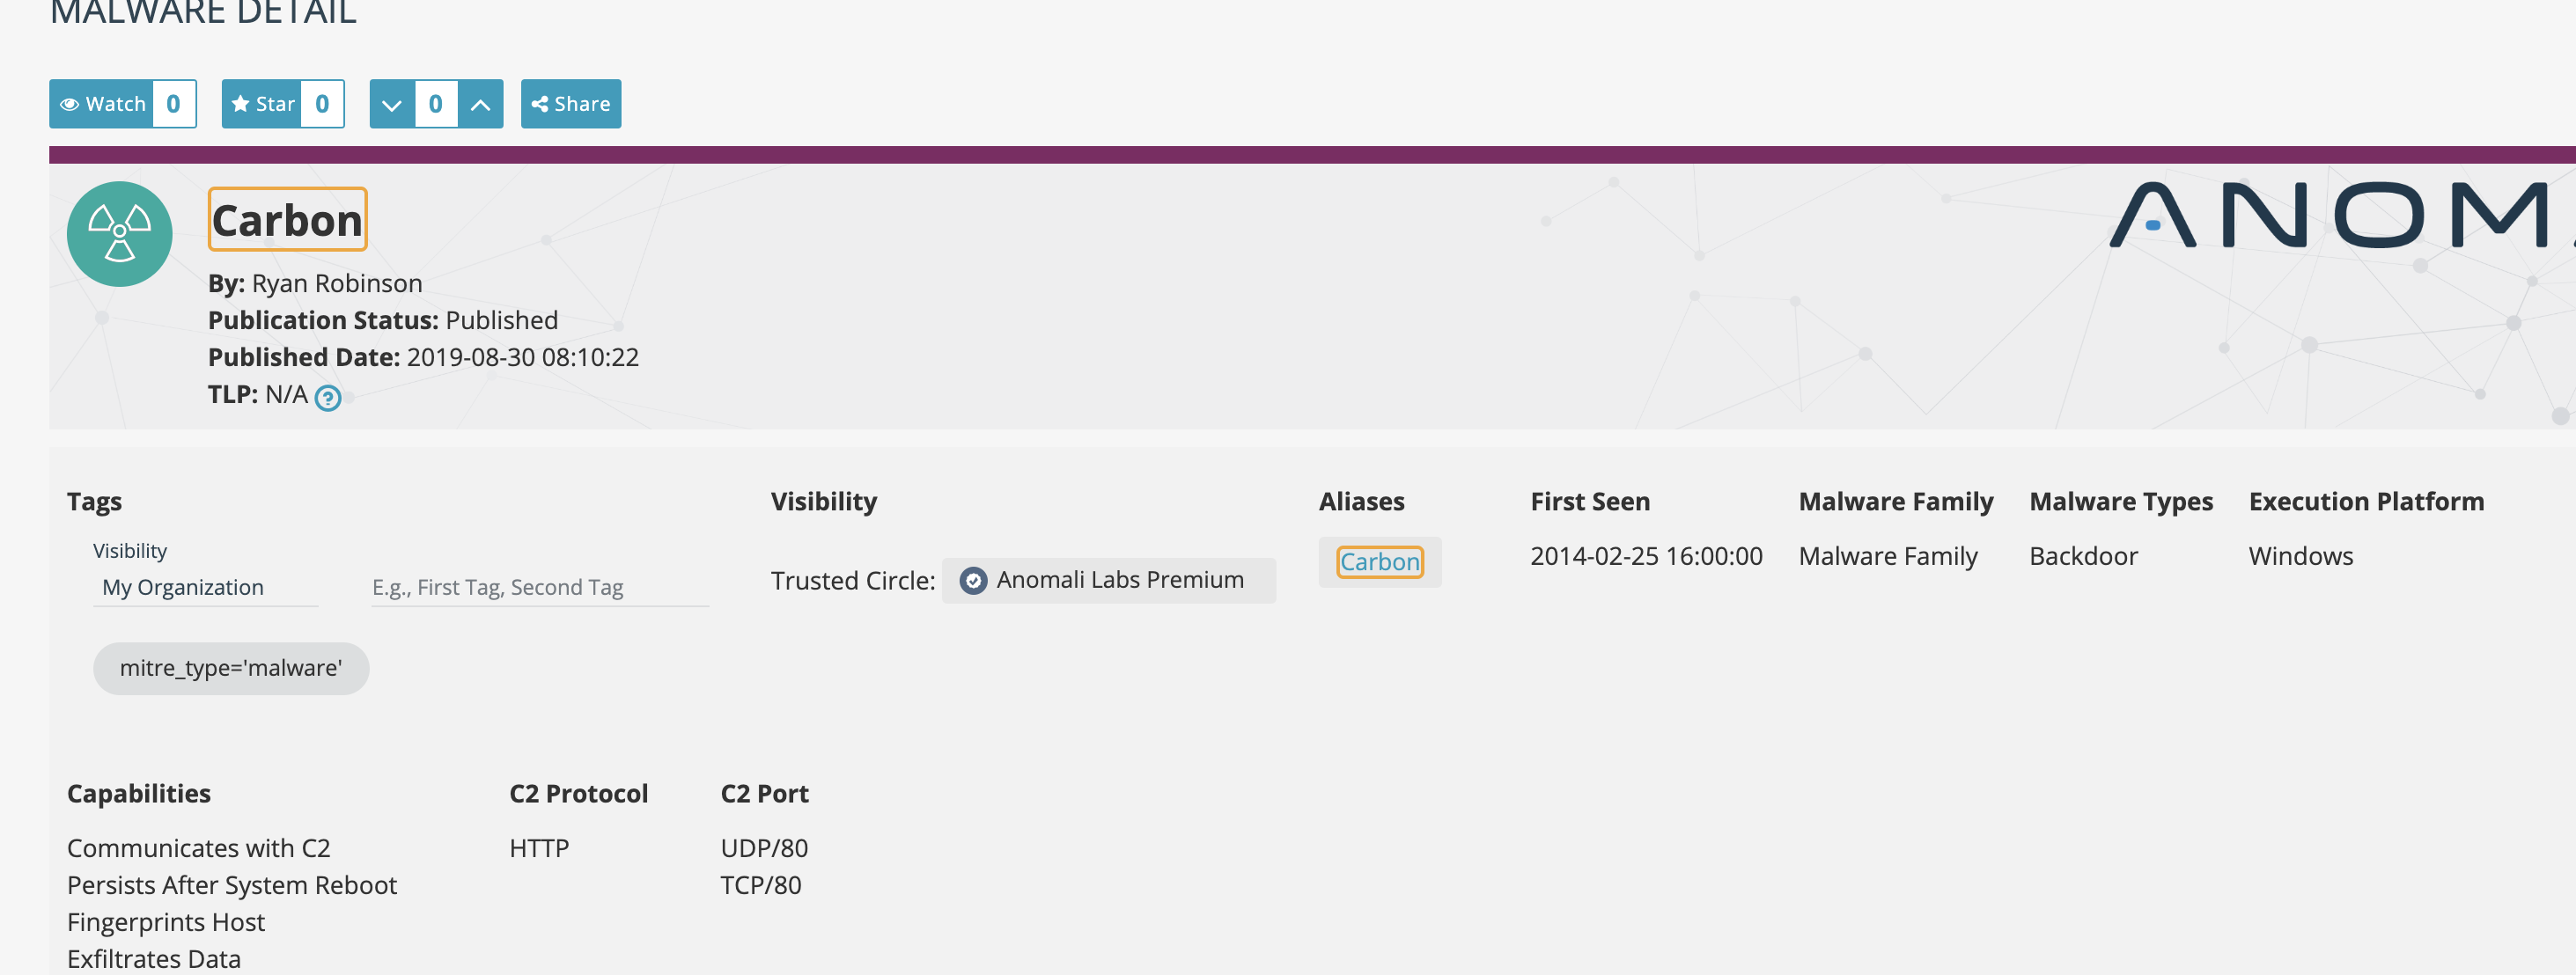 MALWARE DETAIL
Watch 0 Star 0 0 Share
ANOM
Carbon
By: Ryan Robinson
Publication Status: Published
Published Date: 2019-08-30 08:10:22
TLP: N/A ?
Tags
Visibility
My Organization
E.g., First Tag, Second Tag
mitre_type='malware'
Visibility
Trusted Circle: Anomali Labs Premium
Aliases
Carbon
First Seen
2014-02-25 16:00:00
Malware Family
Malware Family
Malware Types
Backdoor
Execution Platform
Windows
Capabilities
Communicates with C2
Persists After System Reboot
Fingerprints Host
Exfiltrates Data
C2 Protocol
HTTP
C2 Port
UDP/80
TCP/80